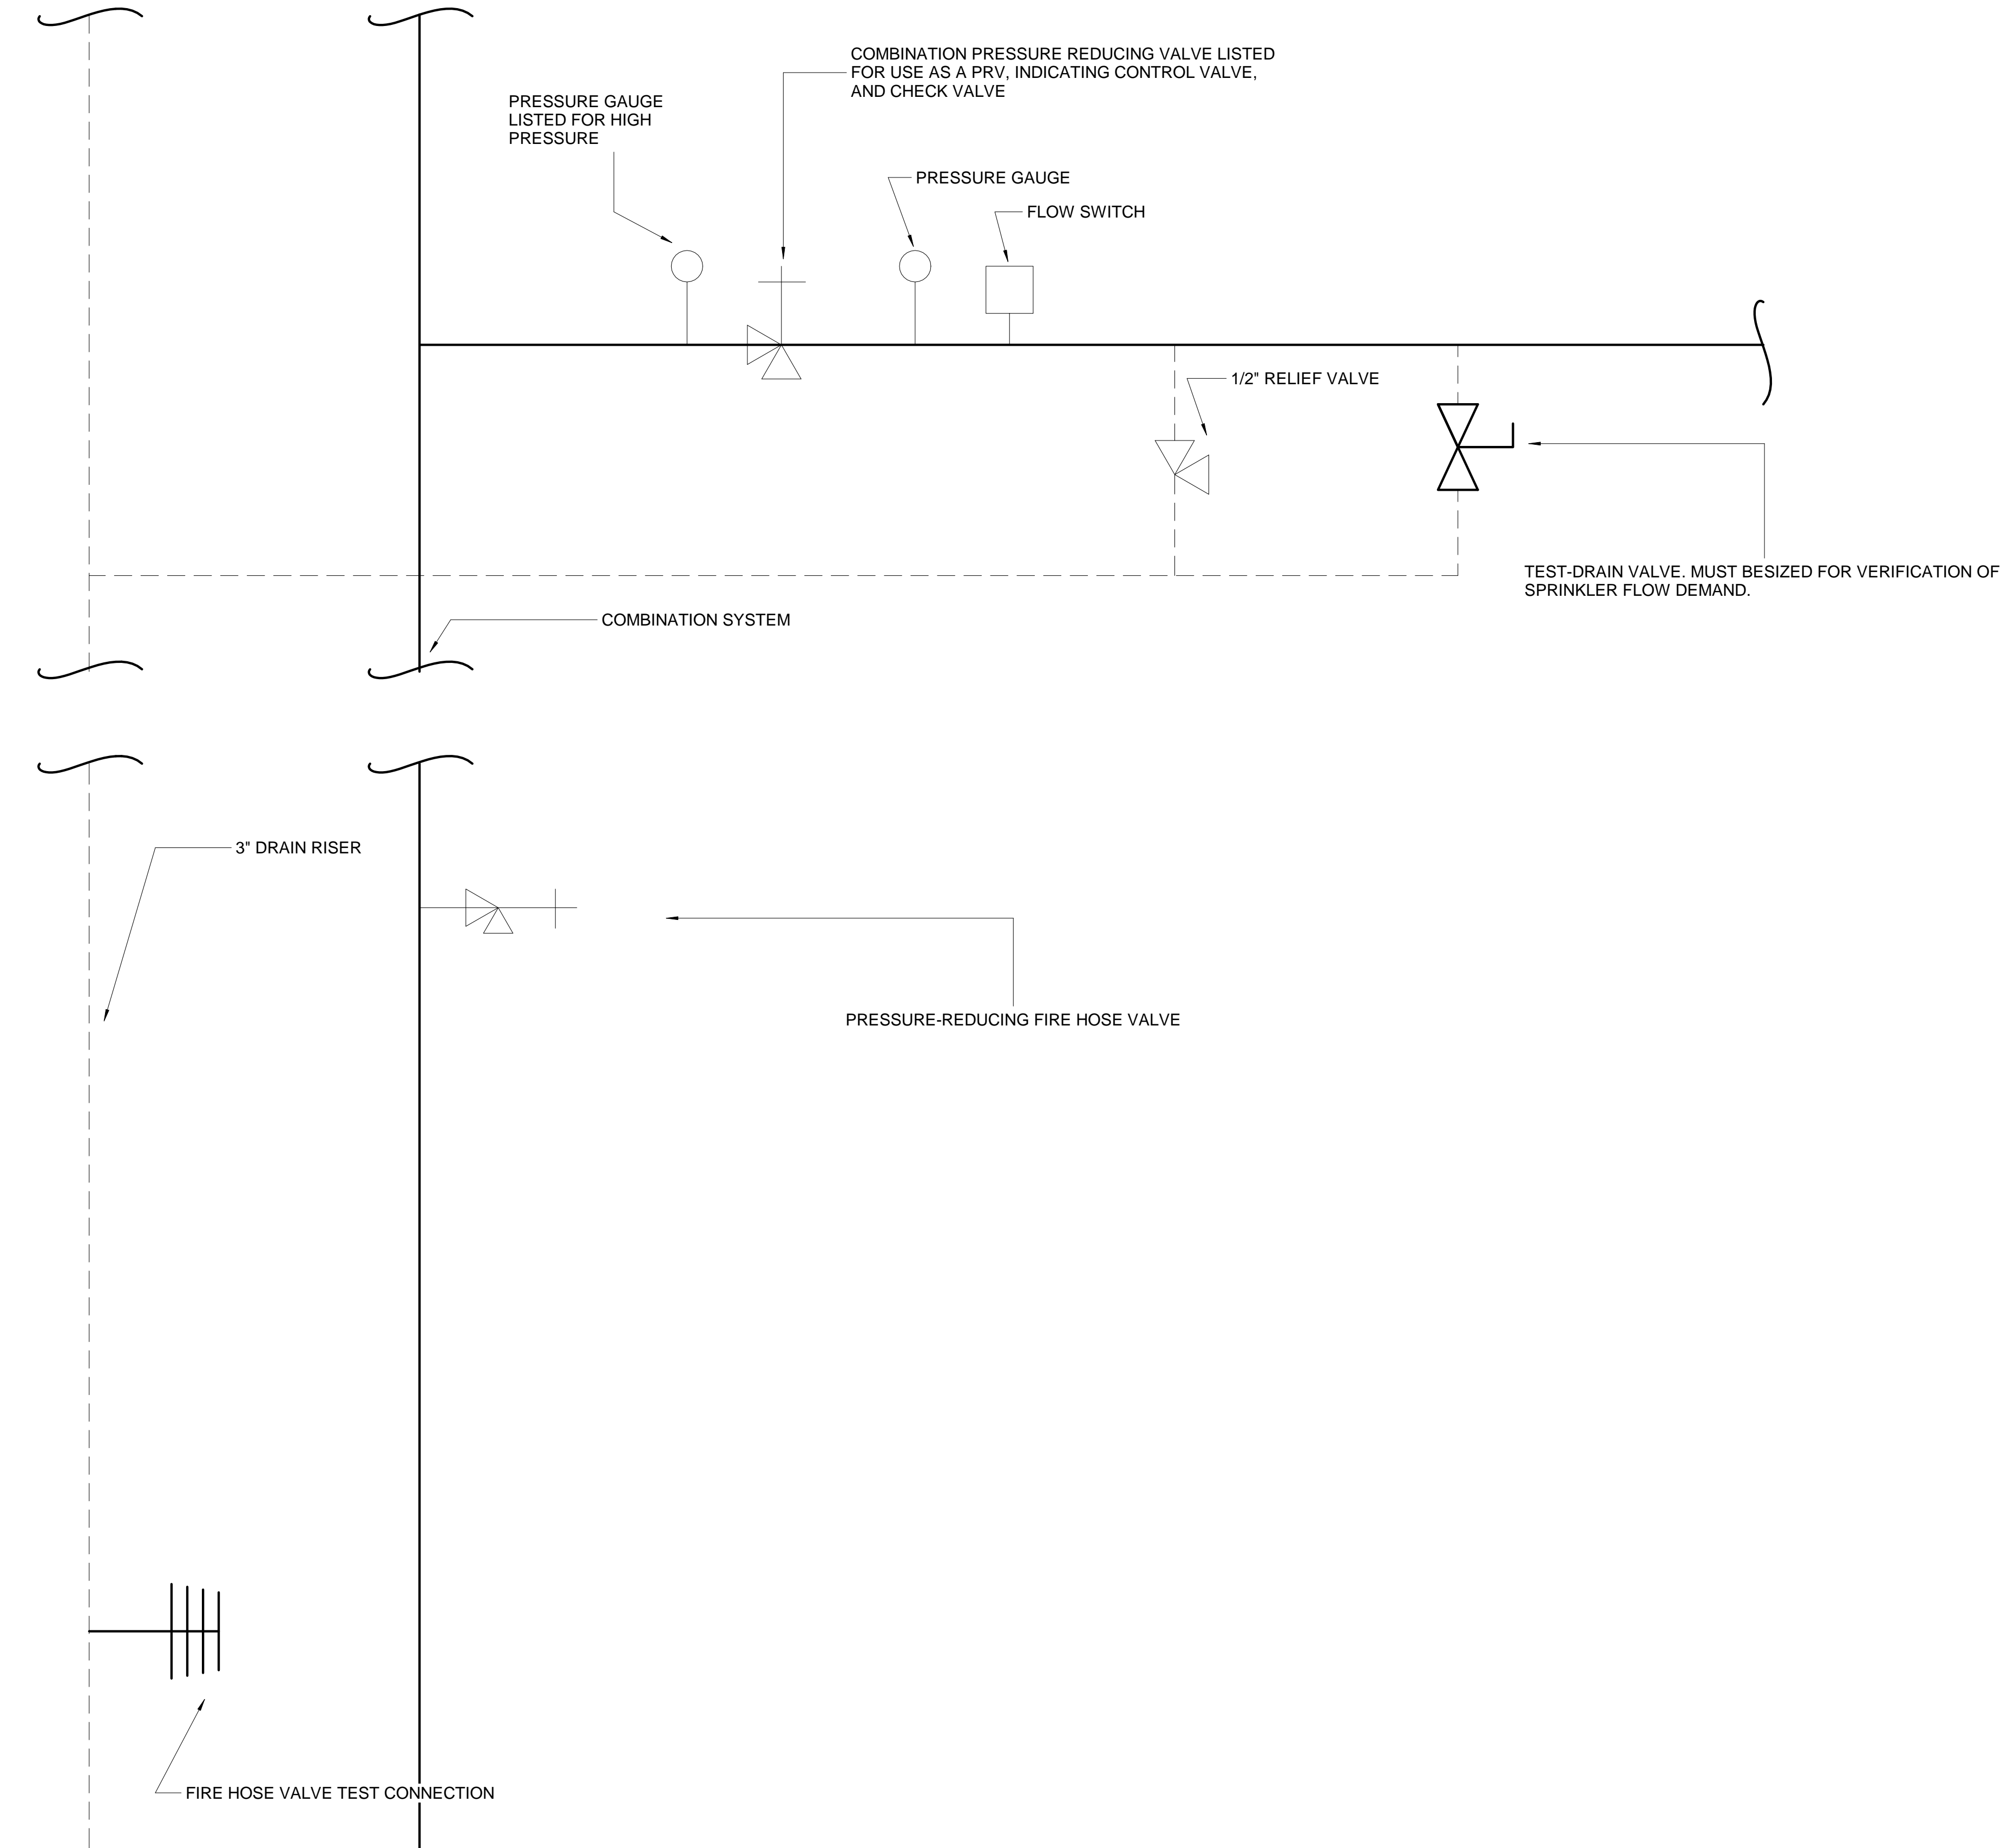 COMBINATION PRESSURE REDUCING VALVE LISTED
FOR USE AS A PRV, INDICATING CONTROL VALVE,
AND CHECK VALVE
PRESSURE GAUGE
LISTED FOR HIGH
PRESSURE
PRESSURE GAUGE
FLOW SWITCH
1/2" RELIEF VALVE
TEST-DRAIN VALVE. MUST BESIZED FOR VERIFICATION OF
SPRINKLER FLOW DEMAND.
COMBINATION SYSTEM
3" DRAIN RISER
PRESSURE-REDUCING FIRE HOSE VALVE
FIRE HOSE VALVE TEST CONNECTION